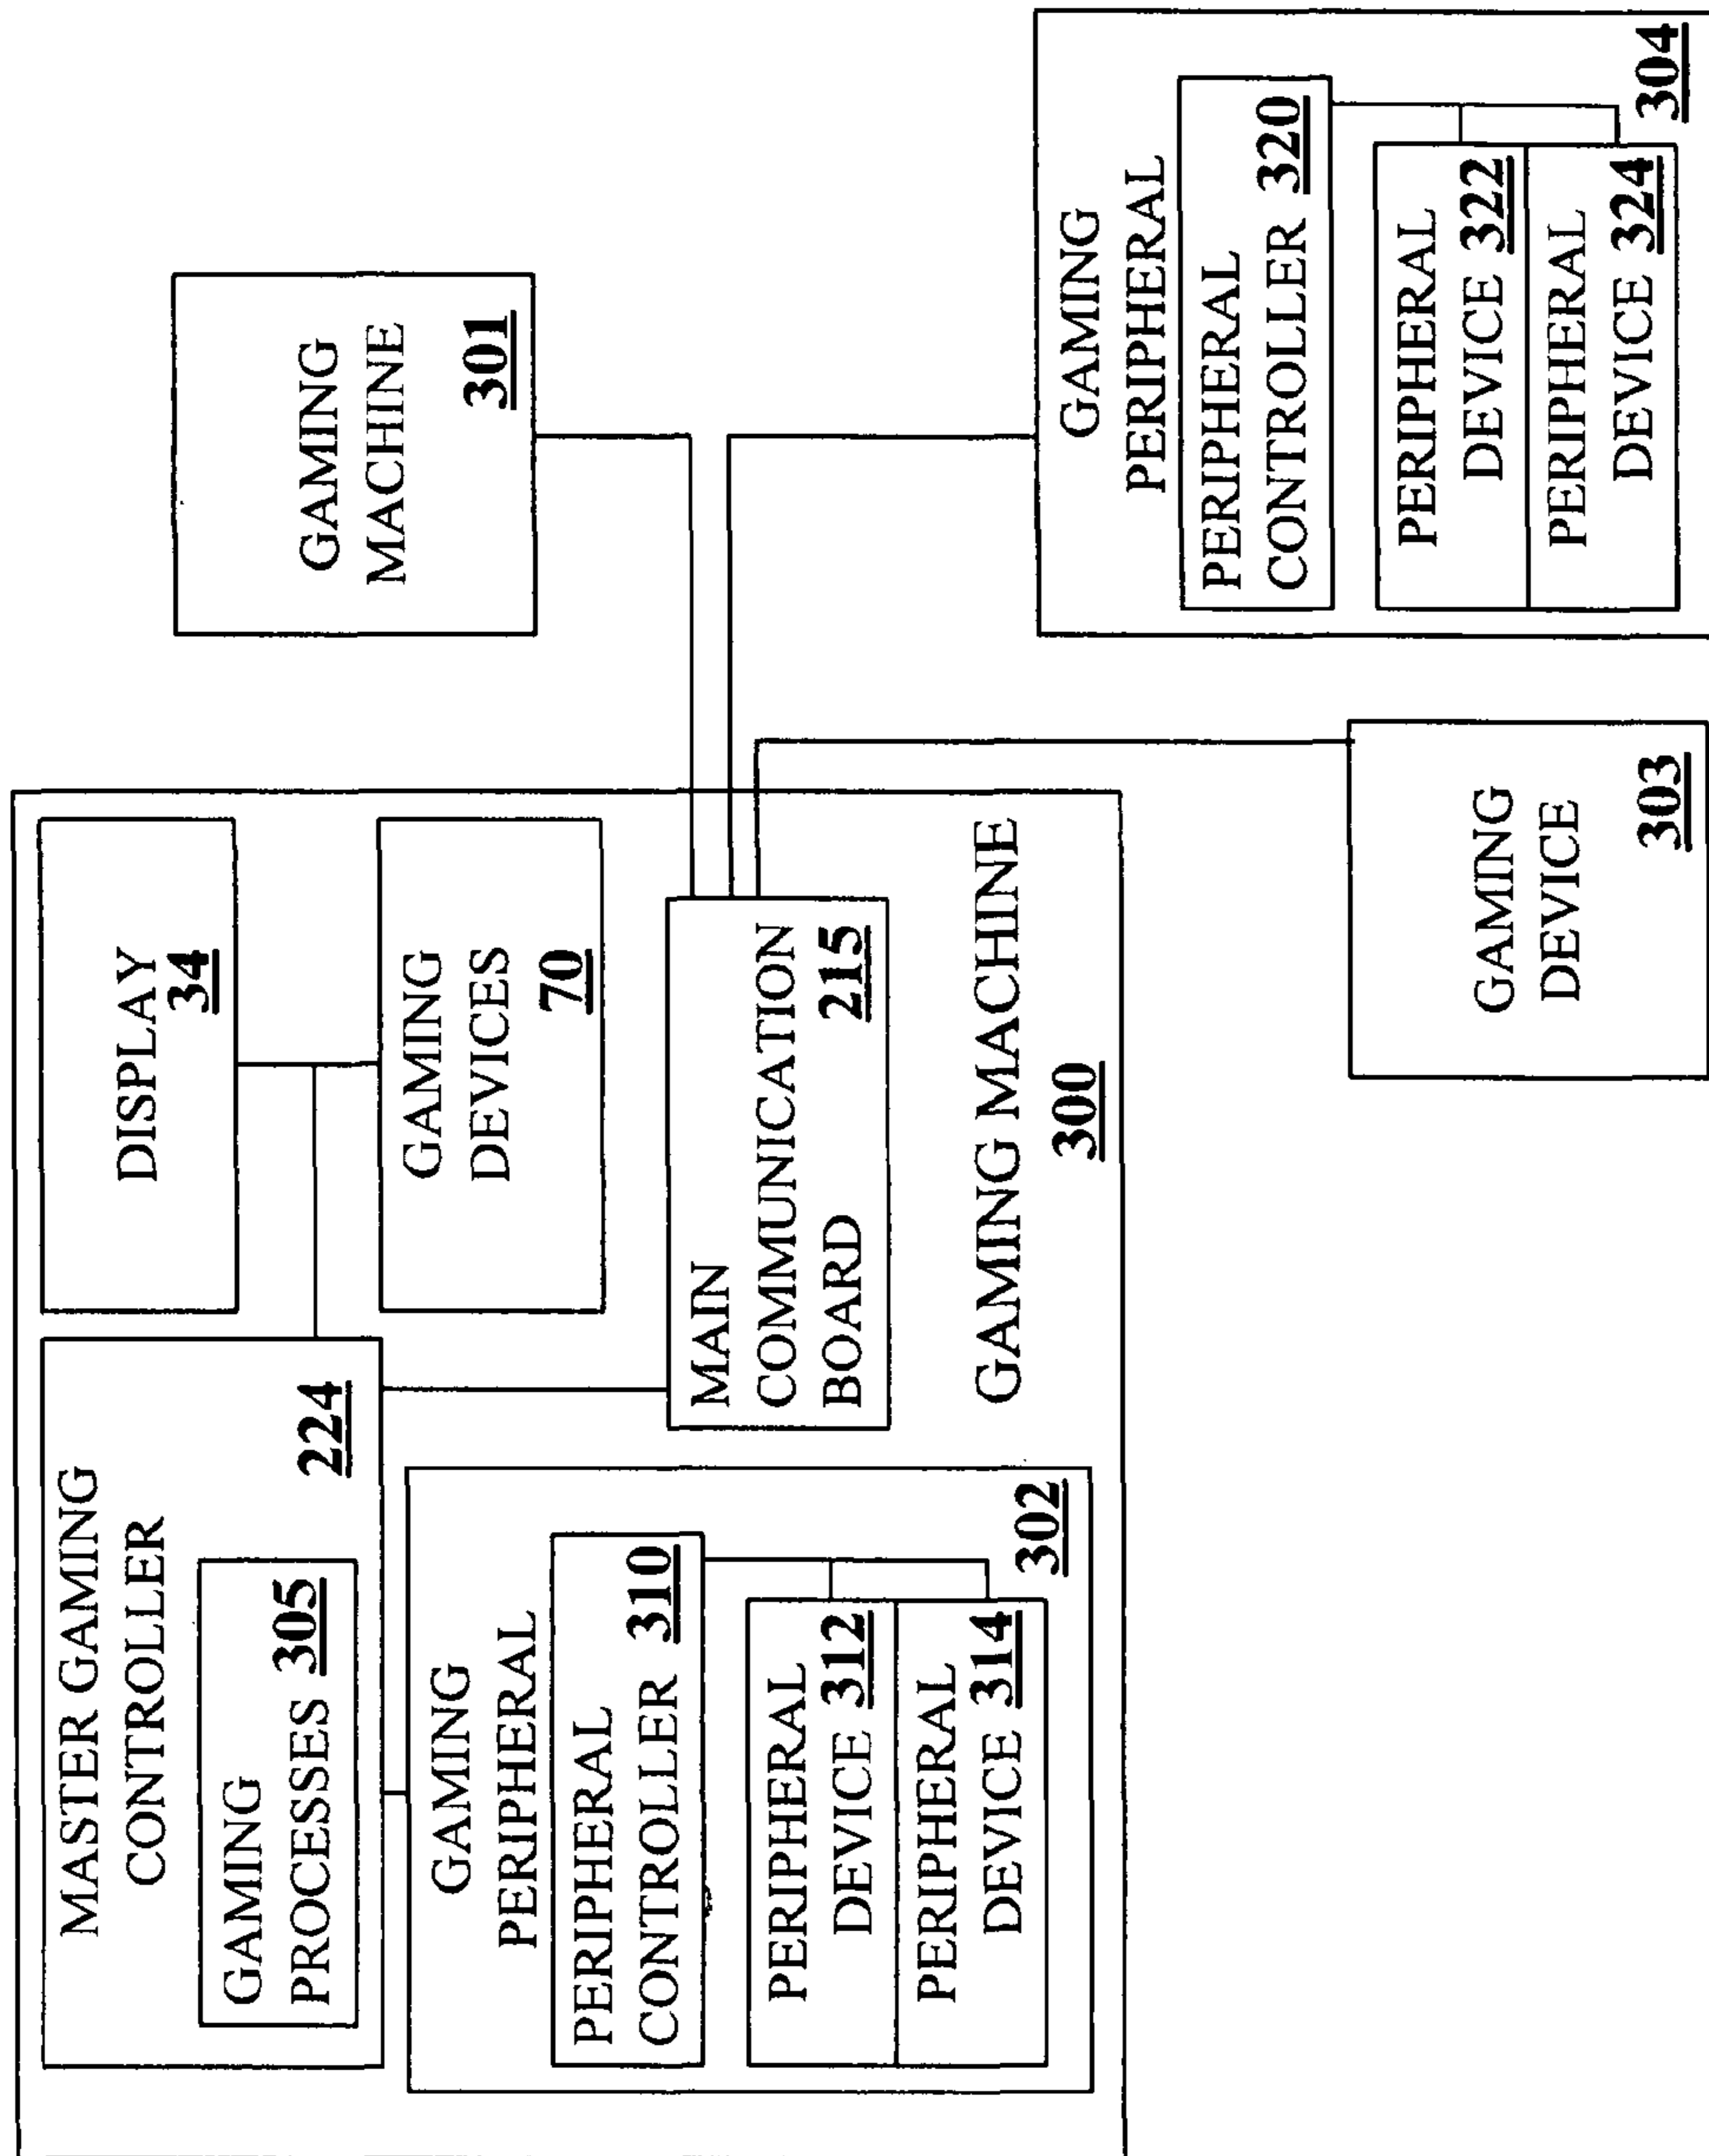 MASTER GAMING
CONTROLLER
224
GAMING
PROCESSES 305
DISPLAY
34
GAMING
DEVICES
70
GAMING
PERIPHERAL
PERIPHERAL
CONTROLLER 310
PERIPHERAL
DEVICE 312
PERIPHERAL
DEVICE 314
302
MAIN
COMMUNICATION
BOARD 215
GAMING MACHINE
300
GAMING
MACHINE
301
GAMING
DEVICE
303
GAMING
PERIPHERAL
PERIPHERAL
CONTROLLER 320
PERIPHERAL
DEVICE 322
PERIPHERAL
DEVICE 324
304